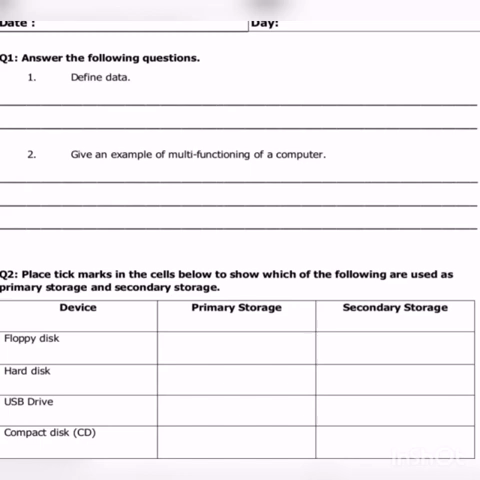 Date :
Day:
Q1: Answer the following questions.
1. Define data.
2. Give an example of multi-functioning of a computer.
Q2: Place tick marks in the cells below to show which of the following are used as
primary storage and secondary storage.
Device Primary Storage Secondary Storage
Floppy disk
Hard disk
USB Drive
Compact disk (CD)
InShOt